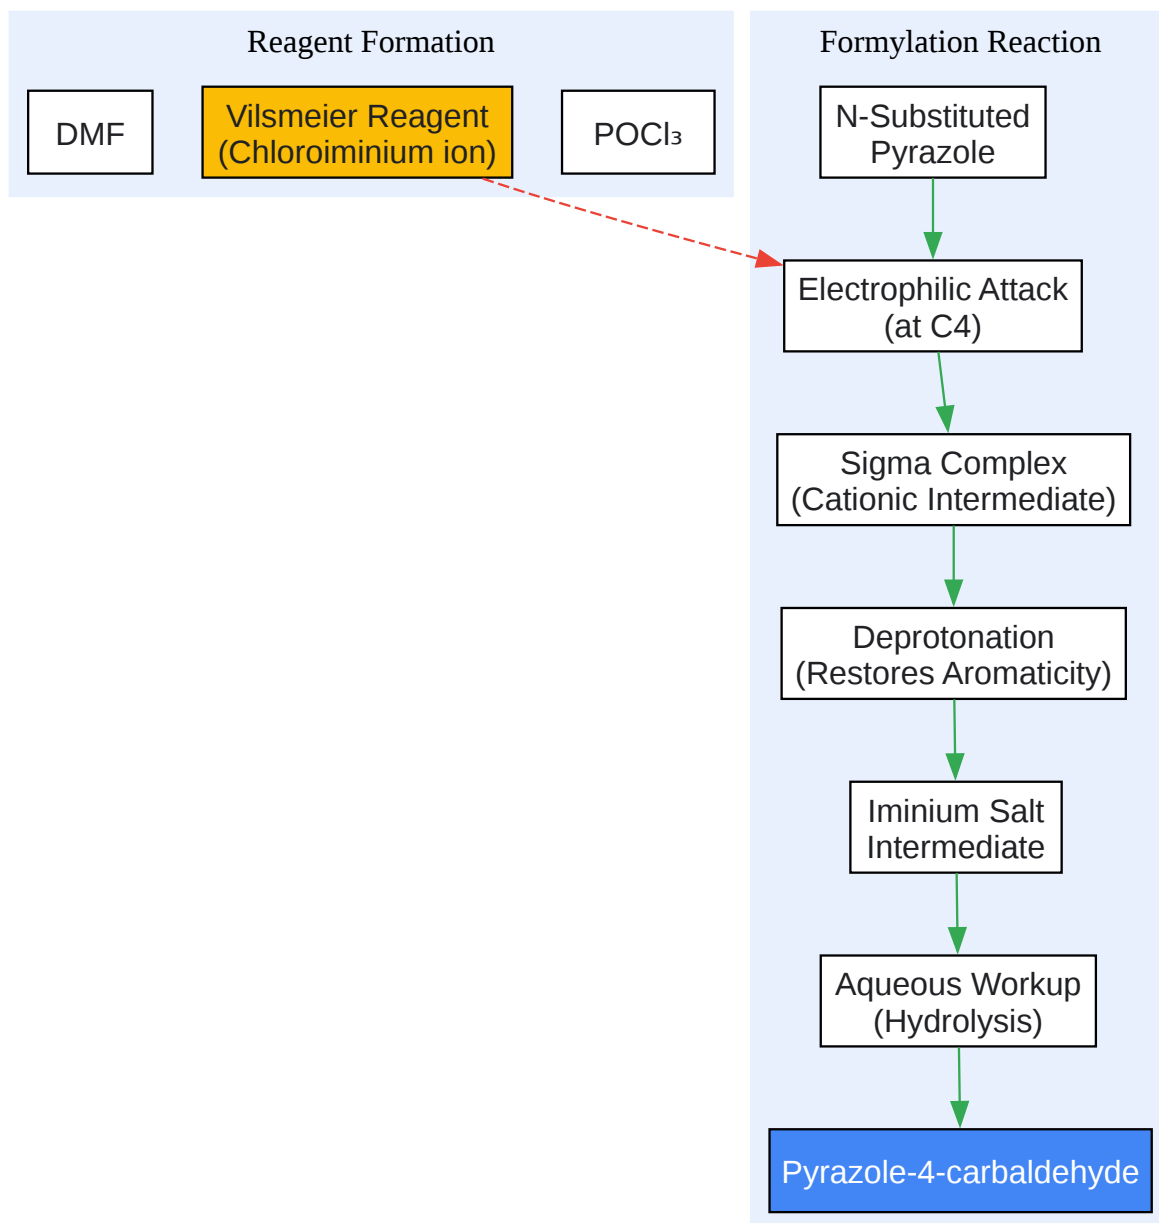 Reagent Formation
DMF
Vilsmeier Reagent
(Chloroiminium ion)
POCl₃
Formylation Reaction
N-Substituted
Pyrazole
Electrophilic Attack
(at C4)
Sigma Complex
(Cationic Intermediate)
Deprotonation
(Restores Aromaticity)
Iminium Salt
Intermediate
Aqueous Workup
(Hydrolysis)
Pyrazole-4-carbaldehyde